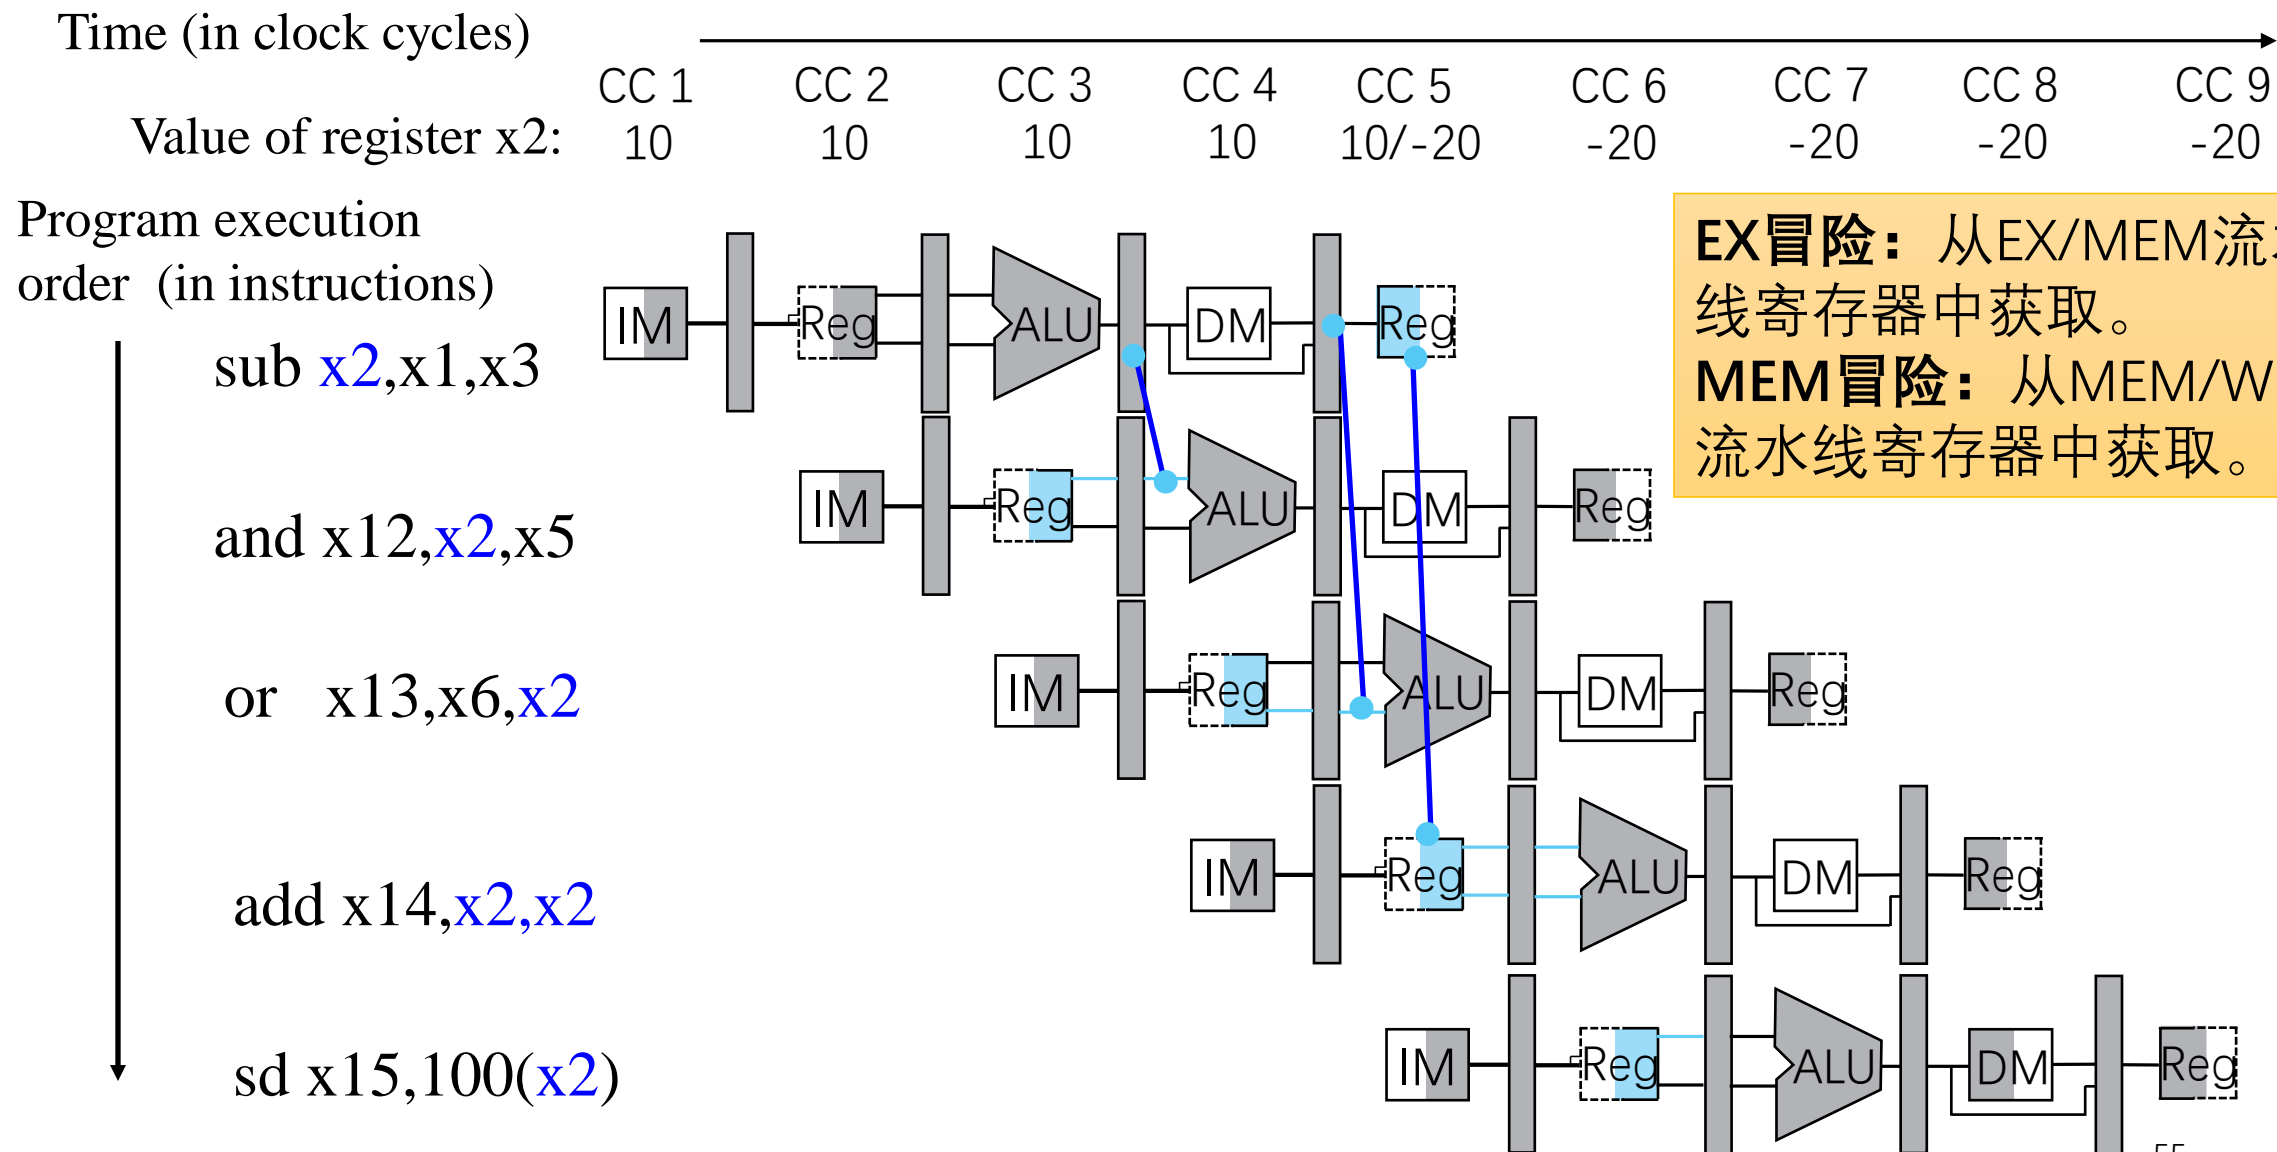 Time (in clock cycles)
CC 1 CC 2 CC 3 CC 4 CC 5 CC 6 CC 7 CC 8 CC 9
Value of register x2: 10 10 10 10 10/-20 -20 -20 -20 -20
Program execution
order (in instructions)
EX冒险：从EX/MEM流
线寄存器中获取。
MEM冒险：从MEM/W
流水线寄存器中获取。
sub x2,x1,x3
IM Reg ALU DM Reg
and x12,x2,x5
IM Reg ALU DM Reg
or x13,x6,x2
IM Reg ALU DM Reg
add x14,x2,x2
IM Reg ALU DM Reg
sd x15,100(x2)
IM Reg ALU DM Reg